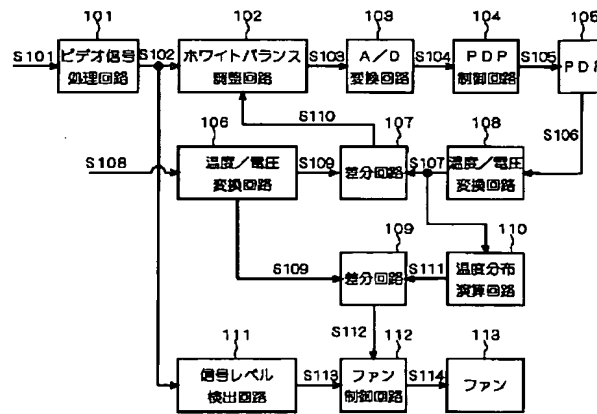 101
102
103
104
105
S101
ビデオ信号
処理回路
S102
ホワイトバランス
調整回路
S103
A/D
変換回路
S104
PDP
制御回路
S105
S110
S106
106
107
108
S108
温度/電圧
変換回路
S109
差分回路
S107
温度/電圧
変換回路
109
110
S109
差分回路
S111
温度分布
演算回路
S112
111
112
113
信号レベル
検出回路
S113
ファン
制御回路
S114
ファン